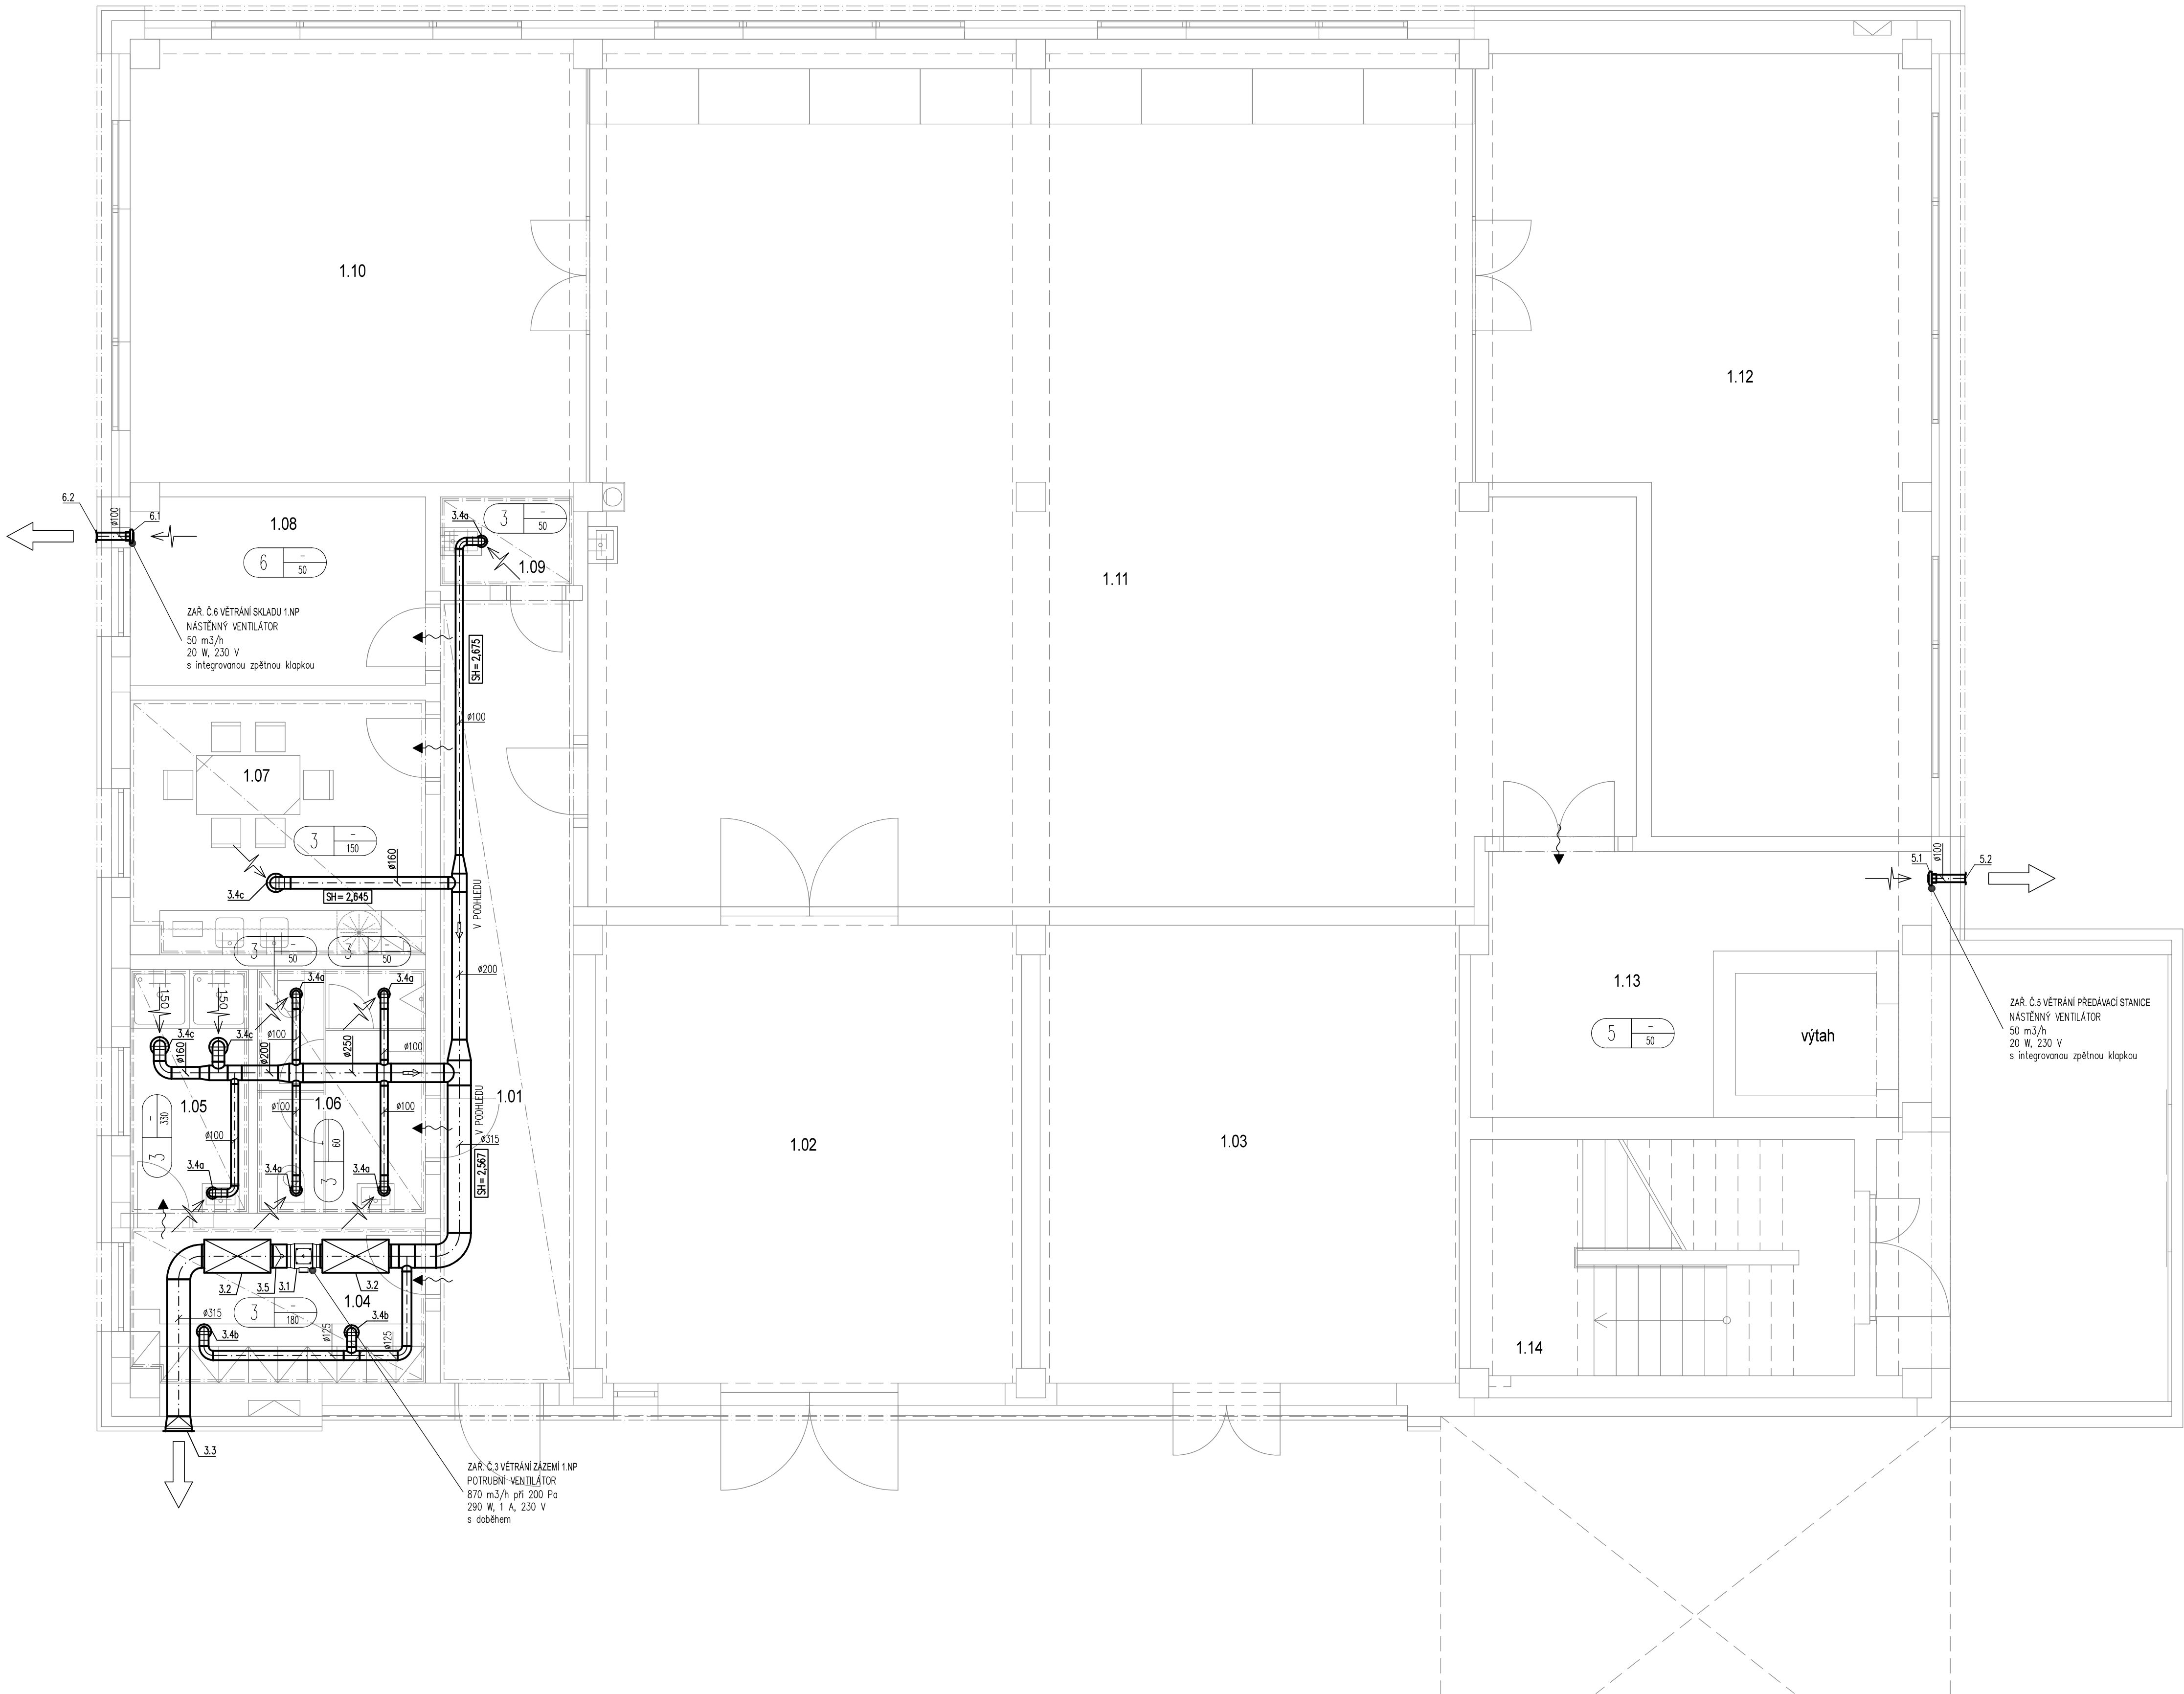 1.10
1.12
6.2
ø100
6.1
1.08
6
-
50
3.4a
3
-
50
1.09
1.11
ZAŘ. Č.6 VĚTRÁNÍ SKLADU 1.NP
NÁSTĚNNÝ VENTILÁTOR
50 m3/h
20 W, 230 V
s integrovanou zpětnou klapkou
SH= 2,675
ø100
1.07
3
-
150
ø160
3.4c
SH= 2,645
V PODHLEDU
5.1
ø100
5.2
3
-
50
3
-
50
ø200
3.4a
3.4a
150
150
1.13
5
-
50
výtah
ZAŘ. Č.5 VĚTRÁNÍ PŘEDÁVACÍ STANICE
NÁSTĚNNÝ VENTILÁTOR
50 m3/h
20 W, 230 V
s integrovanou zpětnou klapkou
3.4c
3.4c
ø100
ø160
ø200
ø250
ø100
1.05
1.06
1.01
ø100
ø100
V PODHLEDU
3
-
330
ø100
3
-
60
ø315
SH= 2,567
1.02
1.03
3.4a
3.4a
3.4a
3.2
3.5
3.1
3.2
1.04
3
-
180
ø315
3.4b
3.4b
ø125
ø125
1.14
3.3
ZAŘ. Č.3 VĚTRÁNÍ ZÁZEMÍ 1.NP
POTRUBNÍ VENTILÁTOR
870 m3/h při 200 Pa
290 W, 1 A, 230 V
s doběhem